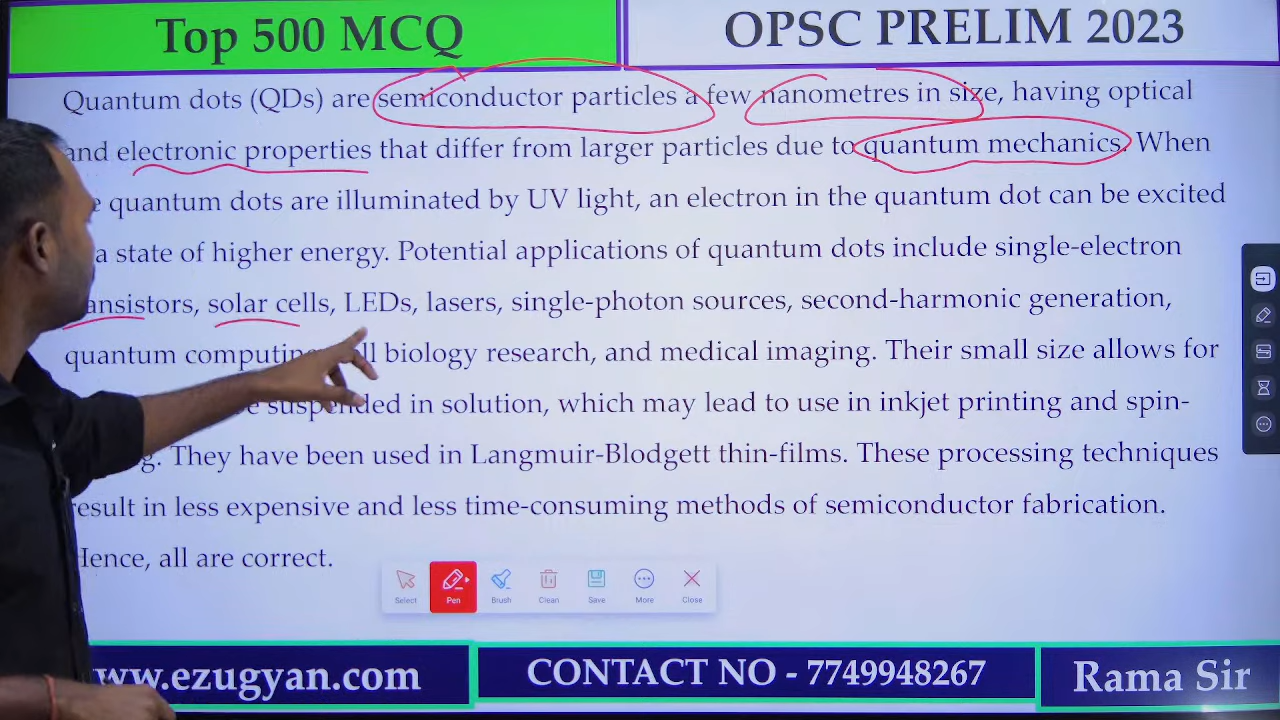 Top 500 MCQ
OPSC PRELIM 2023
Quantum dots (QDs) are semiconductor particles a few nanometres in size, having optical
and electronic properties that differ from larger particles due to quantum mechanics. When
quantum dots are illuminated by UV light, an electron in the quantum dot can be excited
a state of higher energy. Potential applications of quantum dots include single-electron
transistors, solar cells, LEDs, lasers, single-photon sources, second-harmonic generation,
quantum computing, biology research, and medical imaging. Their small size allows for
suspended in solution, which may lead to use in inkjet printing and spin-
They have been used in Langmuir-Blodgett thin-films. These processing techniques
result in less expensive and less time-consuming methods of semiconductor fabrication.
Hence, all are correct.
Select
Pen
Brush
Clean
Save
More
Close
www.ezugyan.com
CONTACT NO - 7749948267
Rama Sir